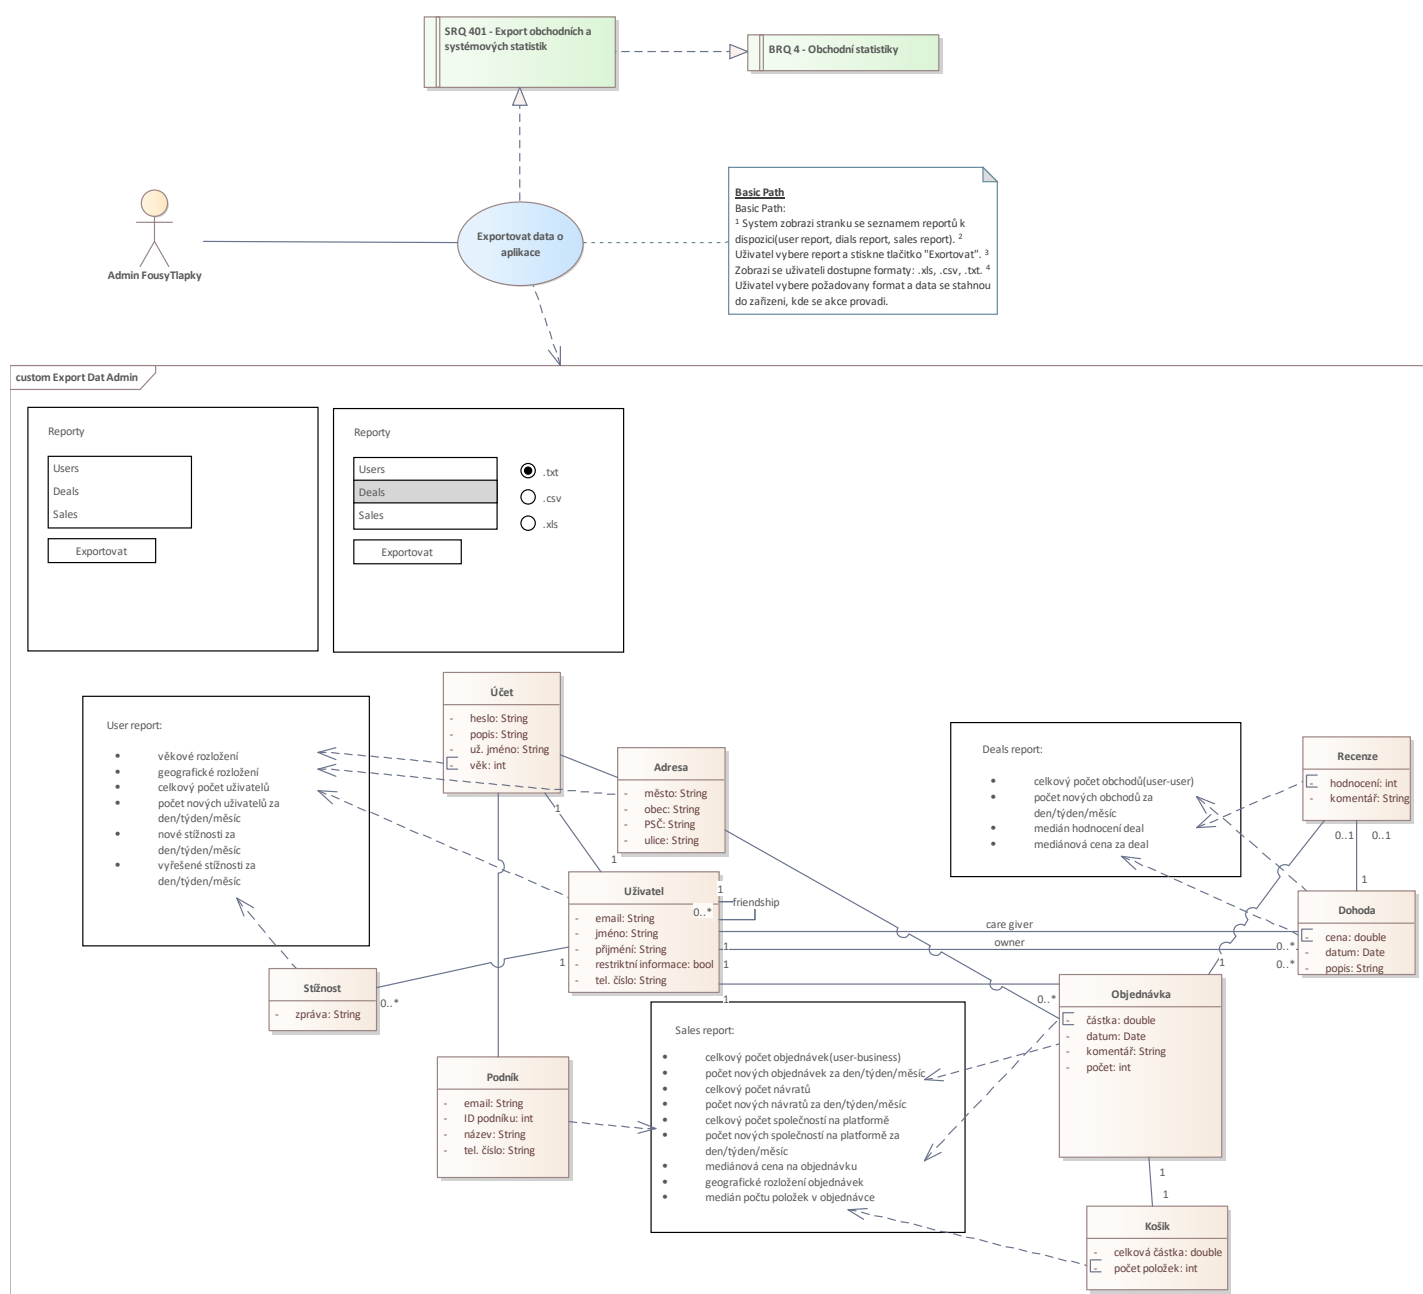 SRQ 401 - Export obchodních a
systémových statistik
BRQ 4 - Obchodní statistiky
Admin FousyTlapky
Exportovat data o
aplikace
Basic Path
Basic Path:
1 System zobrazi stranku se seznamem reportů k
dispozici(user report, dials report, sales report). 2
Uživatel vybere report a stiskne tlačitko "Exortovat". 3
Zobrazi se uživateli dostupne formaty: .xls, .csv, .txt. 4
Uživatel vybere požadovany format a data se stahnou
do zařizeni, kde se akce provadi.
custom Export Dat Admin
Reporty
Users
Deals
Sales
Exportovat
Reporty
Users
Deals
Sales
.txt
.csv
.xls
Exportovat
User report:
• věkové rozložení
• geografické rozložení
• celkový počet uživatelů
• počet nových uživatelů za
den/týden/měsíc
• nové stížnosti za
den/týden/měsíc
• vyřešené stížnosti za
den/týden/měsíc
Účet
- heslo: String
- popis: String
- už. jméno: String
- věk: int
Adresa
- město: String
- obec: String
- PSČ: String
- ulice: String
1
1
Uživatel
- email: String
- jméno: String
- přijmění: String
- restriktní informace: bool
- tel. číslo: String
1
0..*
friendship
care giver
owner
1
1
1
0..*
0..*
0..*
Deals report:
• celkový počet obchodů(user-user)
• počet nových obchodů za
den/týden/měsíc
• medián hodnocení deal
• mediánová cena za deal
Recenze
- hodnocení: int
- komentář: String
0..1
0..1
1
1
Dohoda
- cena: double
- datum: Date
- popis: String
Stížnost
- zpráva: String
0..*
1
Podník
- email: String
- ID podníku: int
- název: String
- tel. číslo: String
Sales report:
• celkový počet objednávek(user-business)
• počet nových objednávek za den/týden/měsíc
• celkový počet návratů
• počet nových návratů za den/týden/měsíc
• celkový počet společností na platformě
• počet nových společností na platformě za
den/týden/měsíc
• mediánová cena na objednávku
• geografické rozložení objednávek
• medián počtu položek v objednávce
Objednávka
- částka: double
- datum: Date
- komentář: String
- počet: int
1
1
Košik
- celková částka: double
- počet položek: int